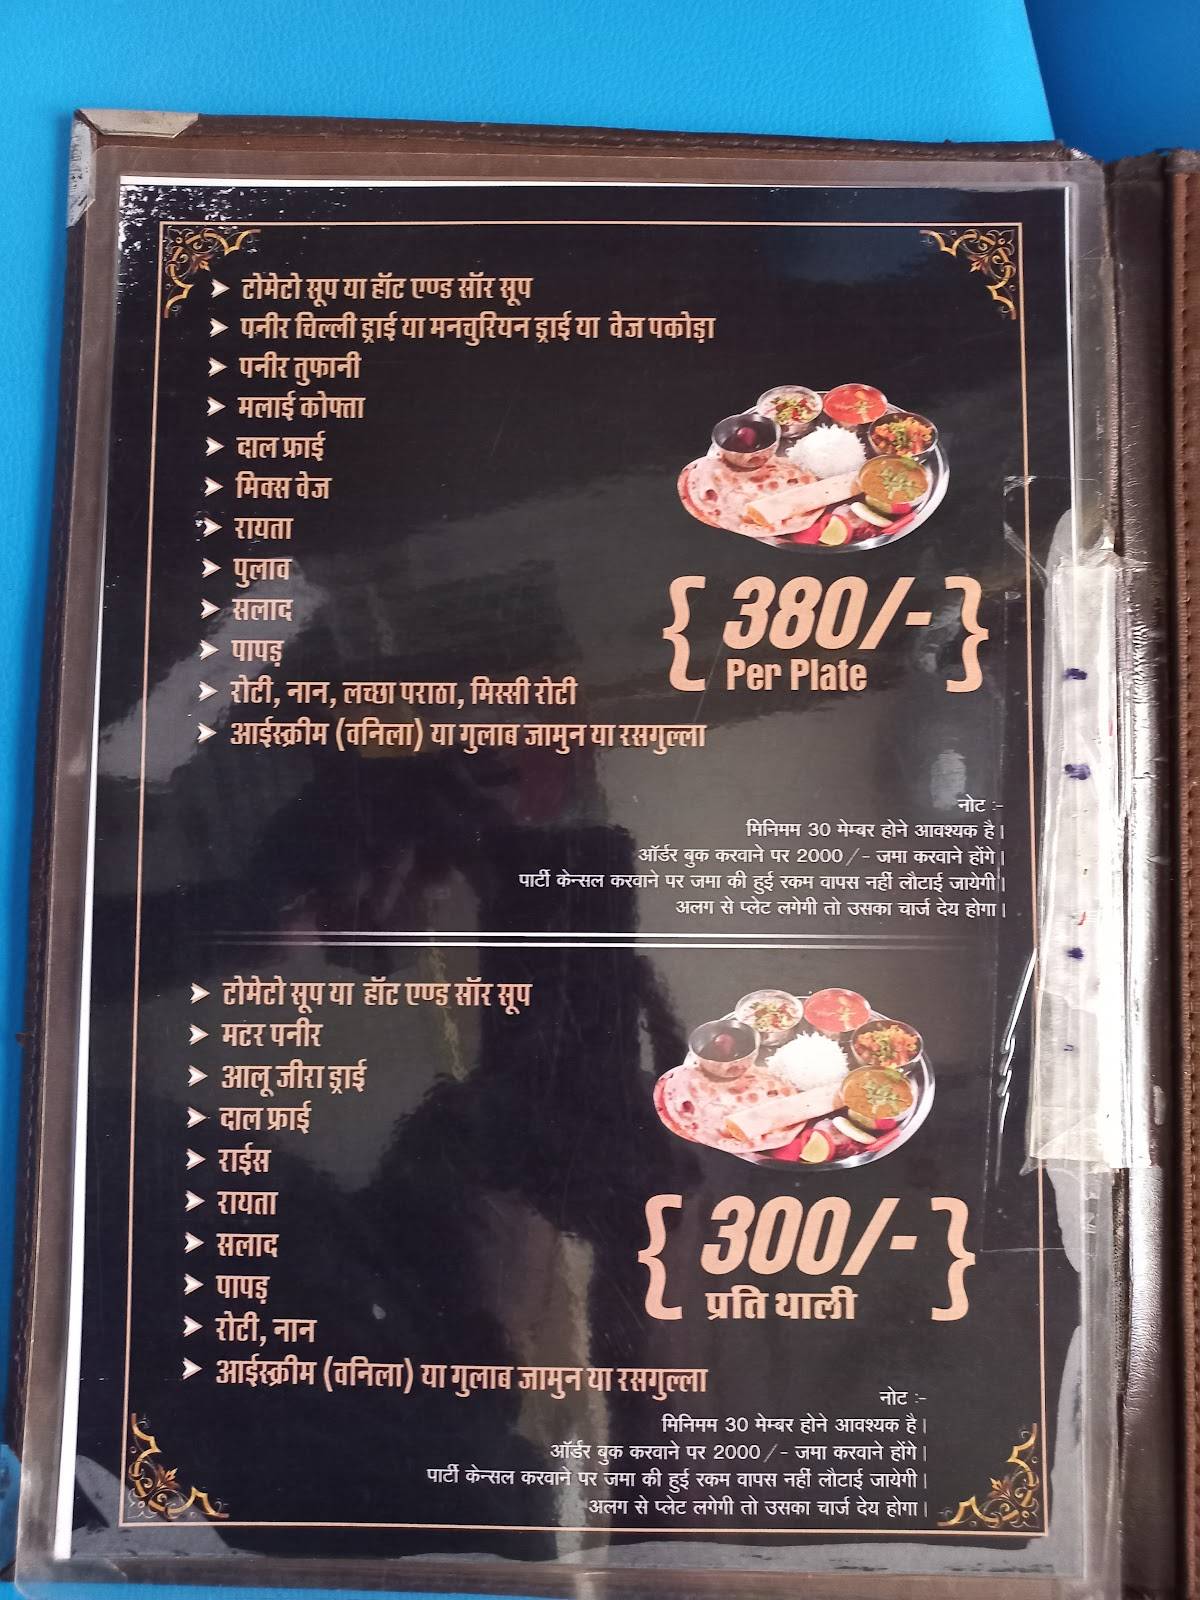 टोमेटो सूप या हॉट एण्ड सॉर सूप
पनीर चिल्ली ड्राई या मनचुरियन ड्राई या वेज पकोड़ा
पनीर तुफानी
मलाई कोफ्ता
दाल फ्राई
मिक्स वेज
रायता
पुलाव
सलाद
पापड़
रोटी, नान, लच्छा पराठा, मिस्सी रोटी
आईस्क्रीम (वनिला) या गुलाब जामुन या रसगुल्ला
{ 380/- }
Per Plate
नोट :-
मिनिमम 30 मेम्बर होने आवश्यक है।
ऑर्डर बुक करवाने पर 2000/- जमा करवाने होंगे।
पार्टी केन्सल करवाने पर जमा की हुई रकम वापस नहीं लौटाई जायेगी।
अलग से प्लेट लगेगी तो उसका चार्ज देय होगा।
टोमेटो सूप या हॉट एण्ड सॉर सूप
मटर पनीर
आलू जीरा ड्राई
दाल फ्राई
राईस
रायता
सलाद
पापड़
रोटी, नान
आईस्क्रीम (वनिला) या गुलाब जामुन या रसगुल्ला
{ 300/- }
प्रति थाली
नोट :-
मिनिमम 30 मेम्बर होने आवश्यक है।
ऑर्डर बुक करवाने पर 2000/- जमा करवाने होंगे।
पार्टी केन्सल करवाने पर जमा की हुई रकम वापस नहीं लौटाई जायेगी।
अलग से प्लेट लगेगी तो उसका चार्ज देय होगा।